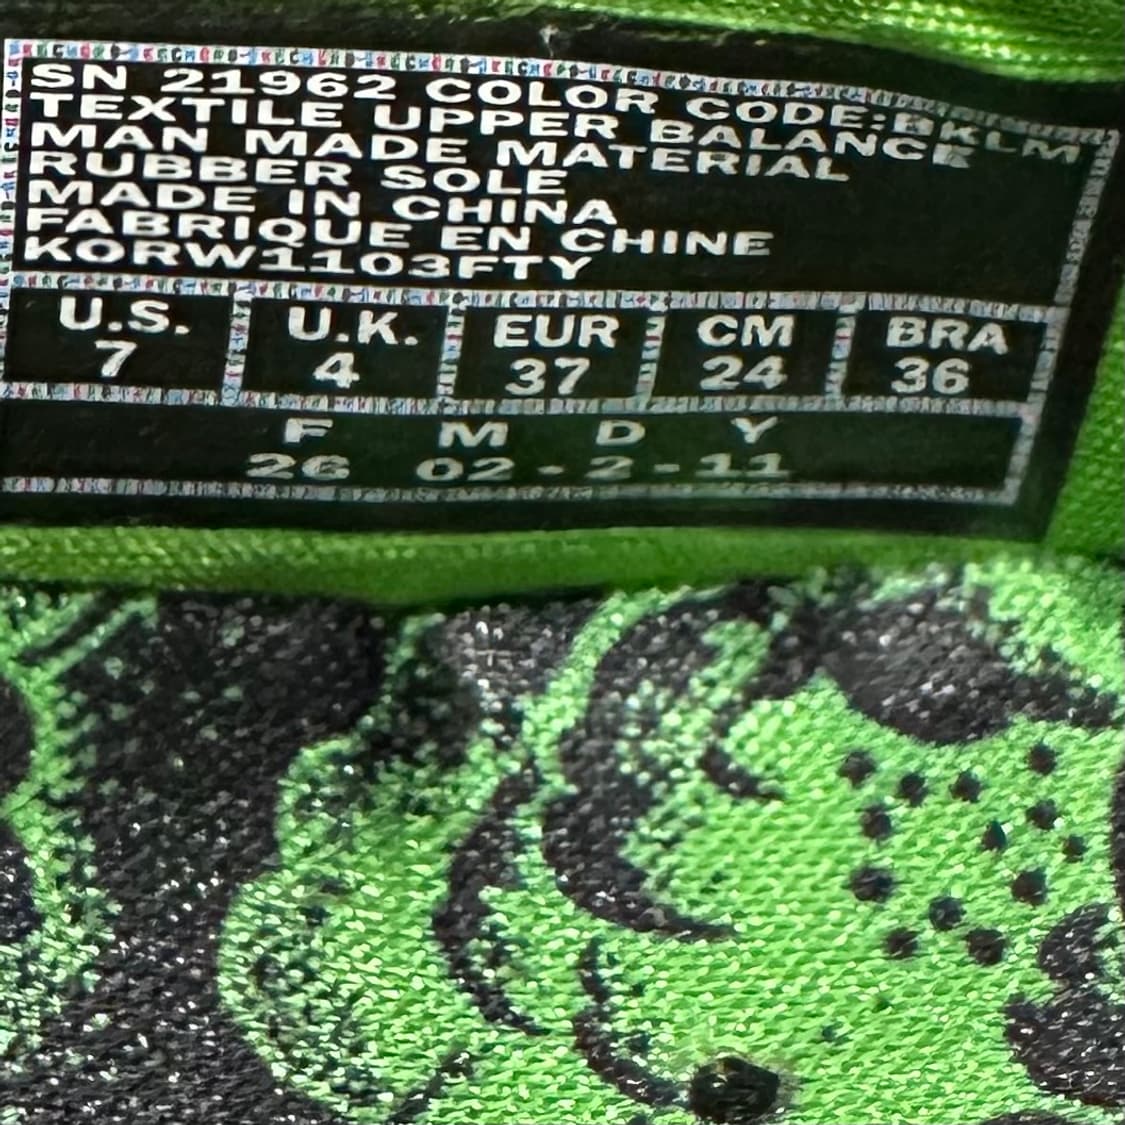 SN 21962 COLOR CODE:BKLM
TEXTILE UPPER BALANCE
MAN MADE MATERIAL
RUBBER SOLE
MADE IN CHINA
FABRIQUE EN CHINE
KORW1103FTY
U.S. U.K. EUR CM BRA
7 4 37 24 36
F M D Y
2G 02-2-11